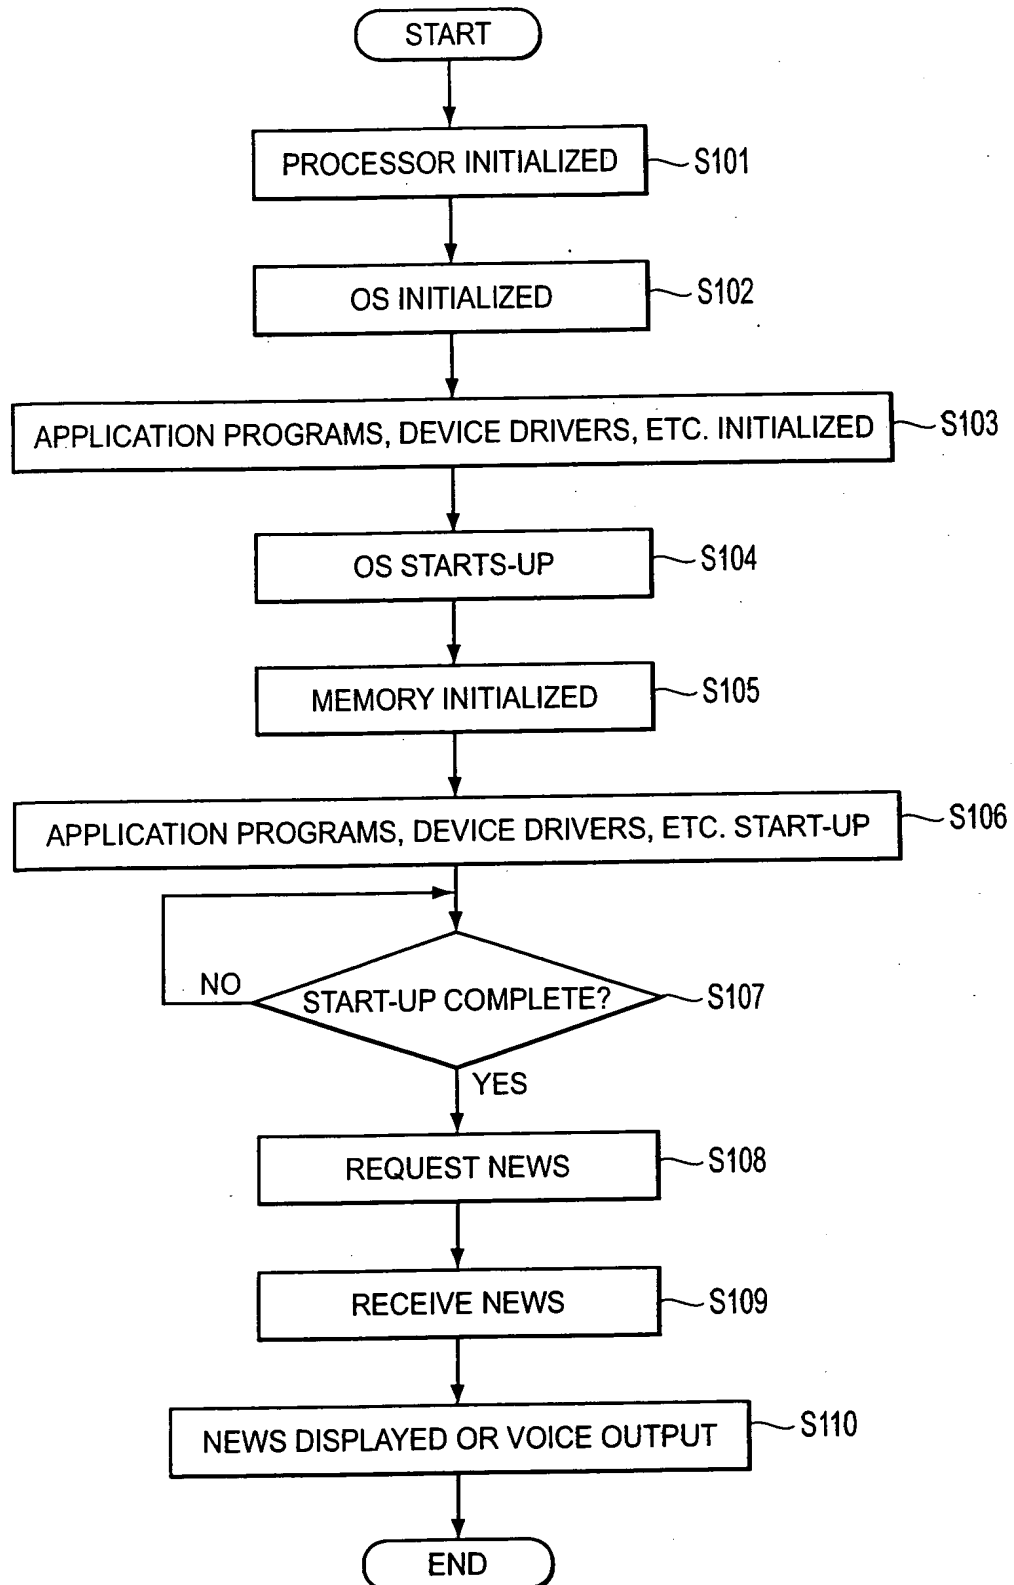 START
PROCESSOR INITIALIZED
S101
OS INITIALIZED
S102
APPLICATION PROGRAMS, DEVICE DRIVERS, ETC. INITIALIZED
S103
OS STARTS-UP
S104
MEMORY INITIALIZED
S105
APPLICATION PROGRAMS, DEVICE DRIVERS, ETC. START-UP
S106
NO
START-UP COMPLETE?
S107
YES
REQUEST NEWS
S108
RECEIVE NEWS
S109
NEWS DISPLAYED OR VOICE OUTPUT
S110
END